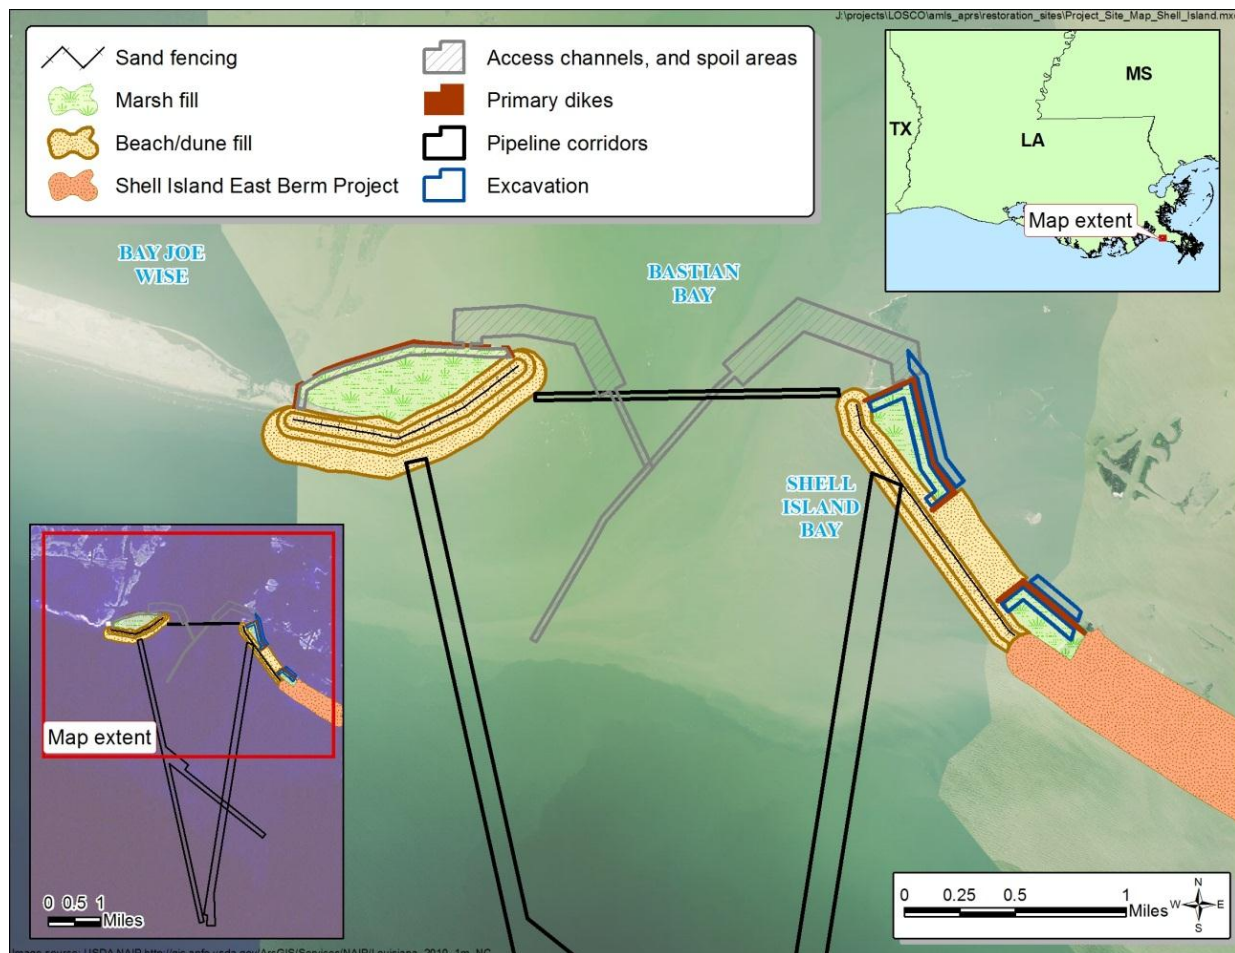 J:\projects\LOSCO\amls_aprs\restoration_sites\Project_Site_Map_Shell_Island.mxd
Sand fencing
Marsh fill
Beach/dune fill
Shell Island East Berm Project
Access channels, and spoil areas
Primary dikes
Pipeline corridors
Excavation
MS
TX
LA
Map extent
BAY JOE
WISE
BASTIAN
BAY
SHELL
ISLAND
BAY
Map extent
0 0.5 1
Miles
0 0.25 0.5 1
Miles
N
W E
S